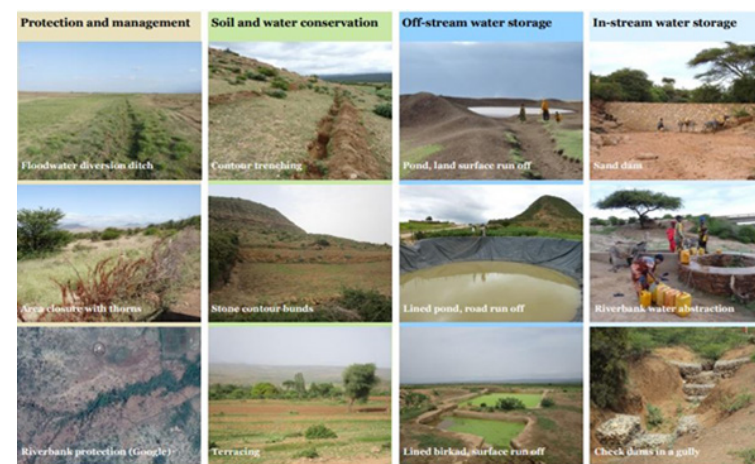 Protection and management
Soil and water conservation
Off-stream water storage
In-stream water storage
Floodwater diversion ditch
Contour trenching
Pond, land surface run off
Sand dam
Area closure with thorns
Stone contour bunds
Lined pond, road run off
Riverbank water abstraction
Riverbank protection (Google)
Terracing
Lined birkad, surface run off
Check dams in a gully